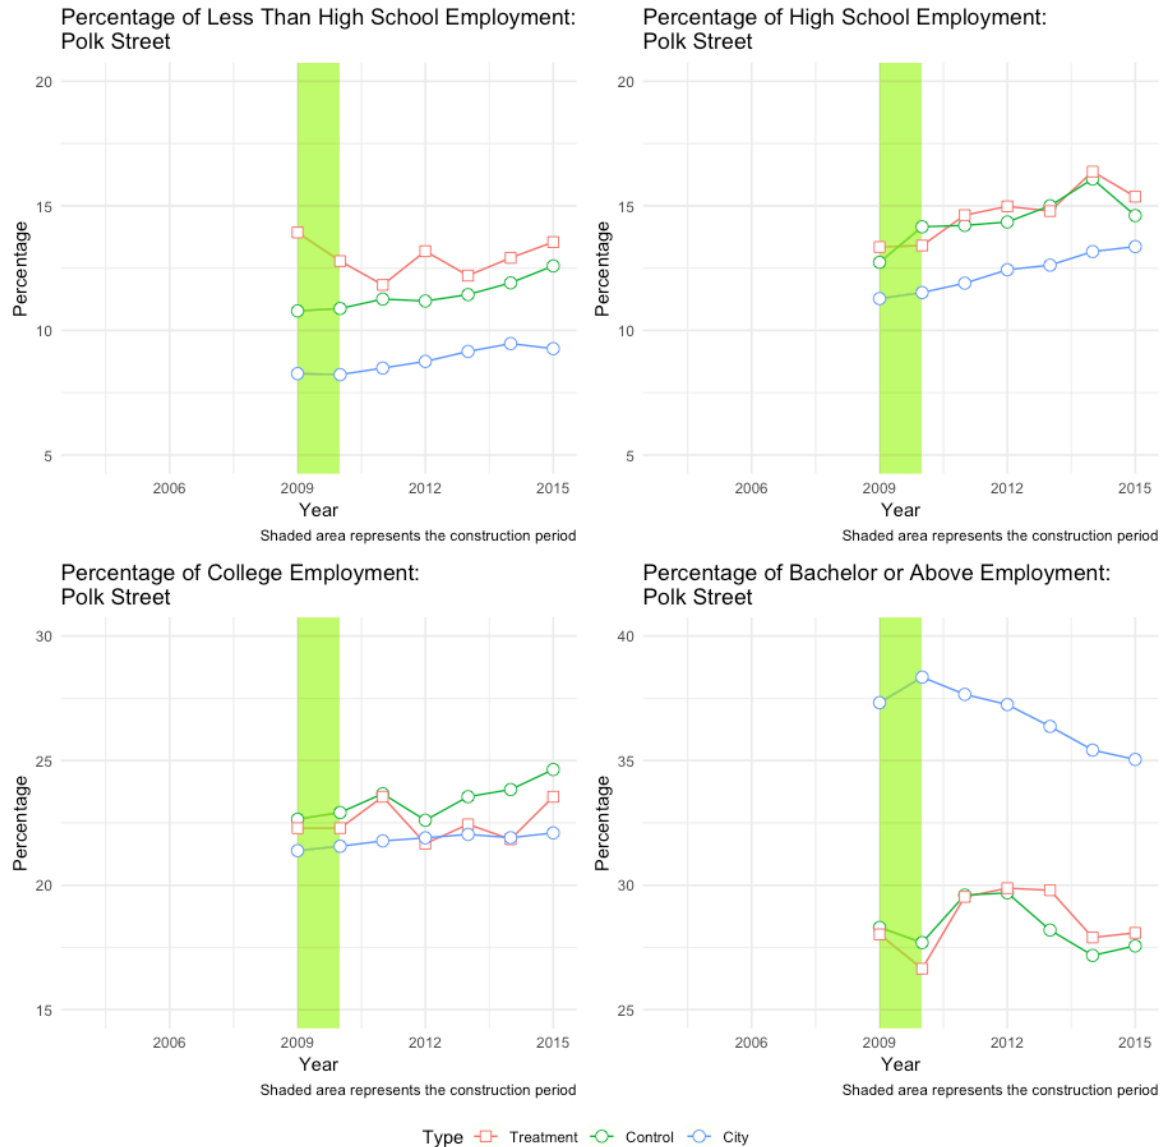 Percentage of Less Than High School Employment:
Polk Street
20
15
10
5
Percentage
2006 2009 2012 2015
Year
Shaded area represents the construction period
Percentage of High School Employment:
Polk Street
20
15
10
5
Percentage
2006 2009 2012 2015
Year
Shaded area represents the construction period
Percentage of College Employment:
Polk Street
30
25
20
15
Percentage
2006 2009 2012 2015
Year
Shaded area represents the construction period
Percentage of Bachelor or Above Employment:
Polk Street
40
35
30
25
Percentage
2006 2009 2012 2015
Year
Shaded area represents the construction period
Type Treatment Control City